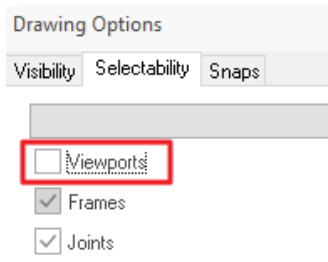 Drawing Options
Visibility Selectability Snaps
Viewports
Frames
Joints